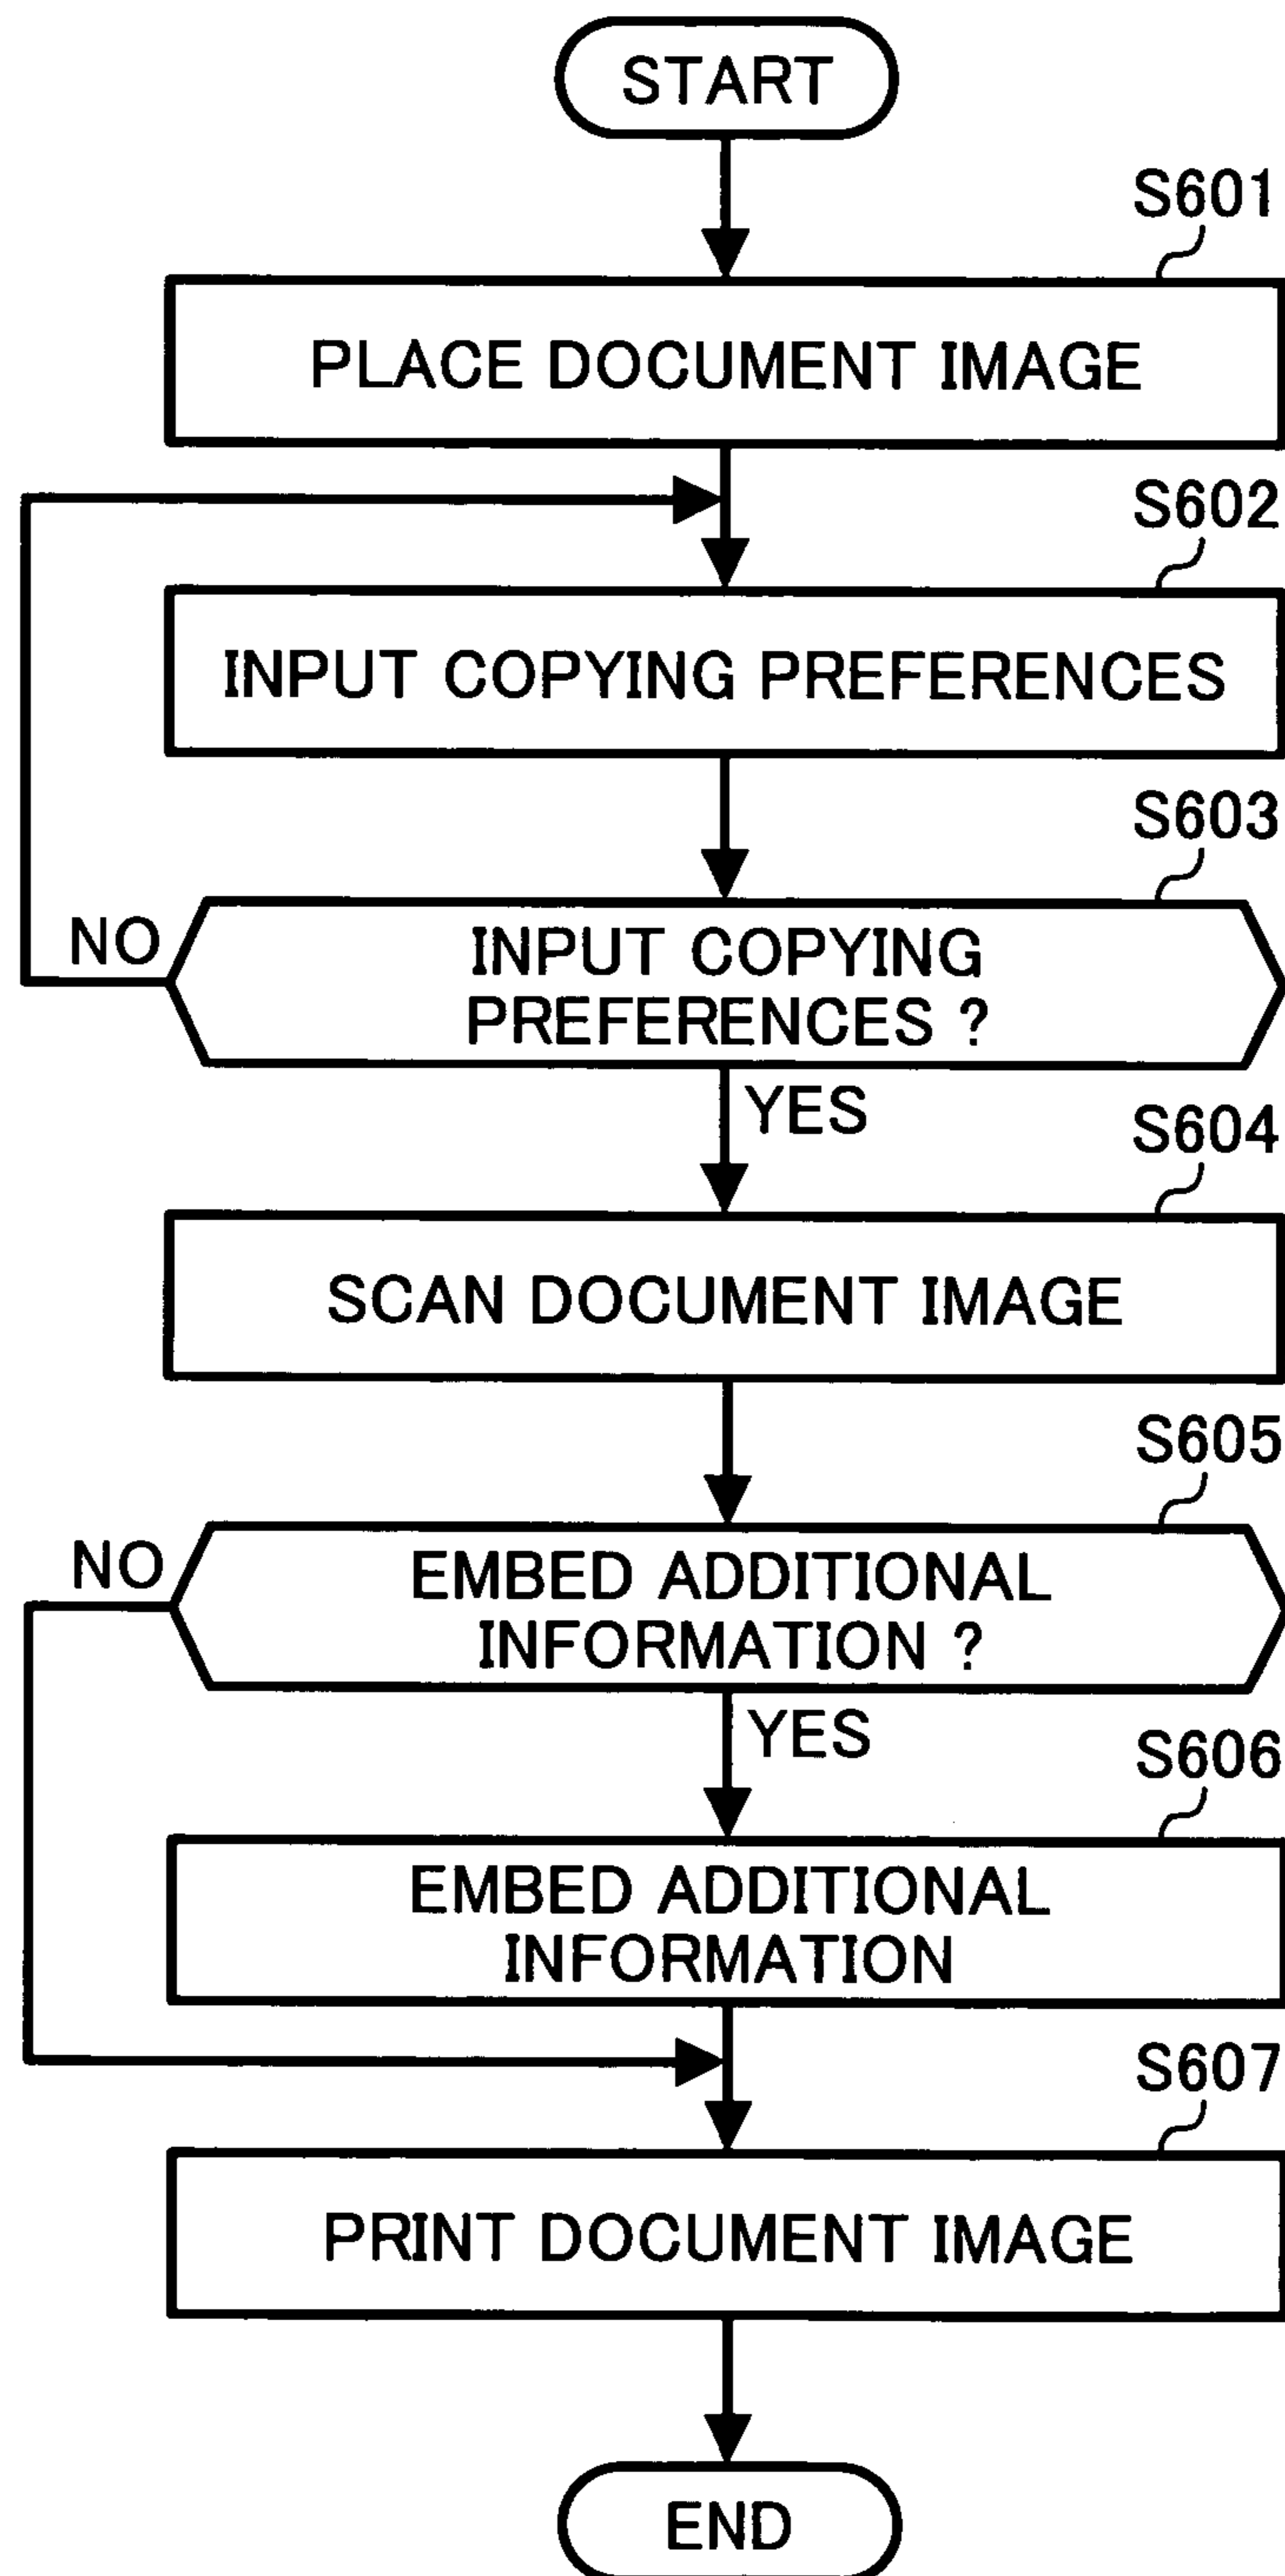 START
S601
PLACE DOCUMENT IMAGE
S602
INPUT COPYING PREFERENCES
S603
NO
INPUT COPYING
PREFERENCES ?
YES
S604
SCAN DOCUMENT IMAGE
S605
NO
EMBED ADDITIONAL
INFORMATION ?
YES
S606
EMBED ADDITIONAL
INFORMATION
S607
PRINT DOCUMENT IMAGE
END